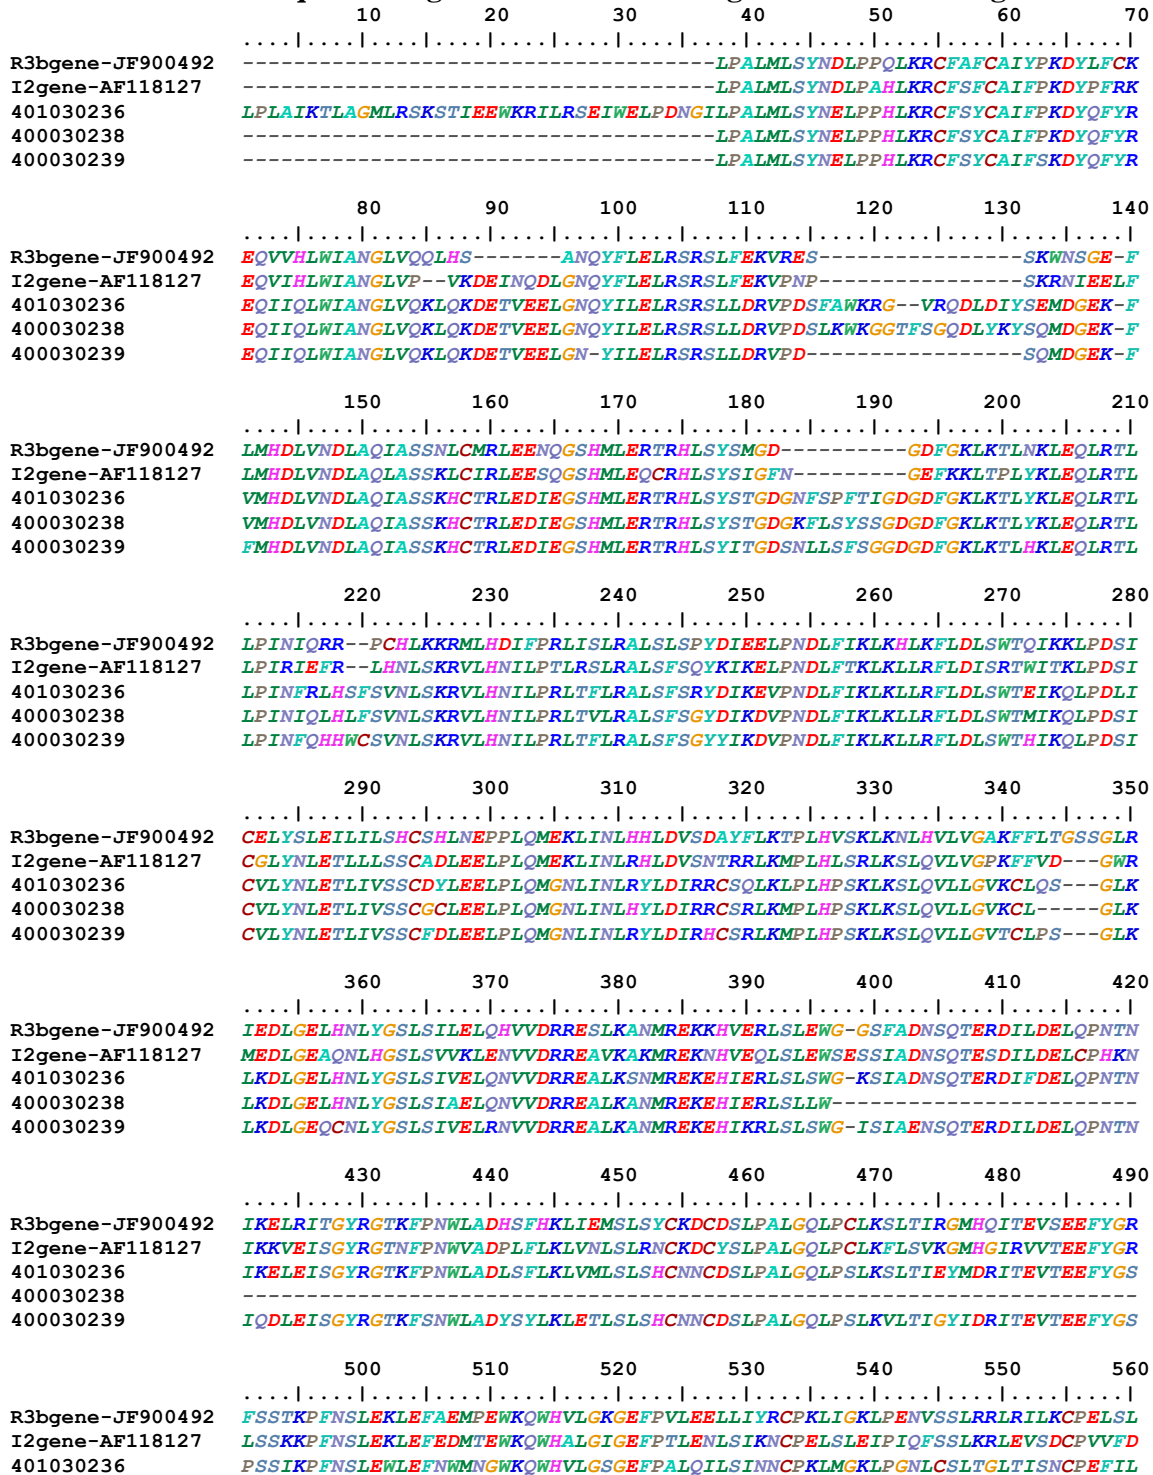 10 20 30 40 50 60 70
....|....|....|....|....|....|....|....|....|....|....|....|....|....|
R3bgene-JF900492 -------------------------------------LPALMLSYNDLPPQLKRCFAFCAIYPKDYLFCK
I2gene-AF118127 -------------------------------------LPALMLSYNDLPAHLKRCFSFCAIFPKDYPFRK
401030236 LPLAIKTLAGMLRSKSTIEEWKRILRSEIWELPDNGILPALMLSYNELPPHLKRCFSYCAIFPKDYQFYR
400030238 -------------------------------------LPALMLSYNELPPHLKRCFSYCAIFPKDYQFYR
400030239 -------------------------------------LPALMLSYNELPPHLKRCFSYCAIFSKDYQFYR
80 90 100 110 120 130 140
....|....|....|....|....|....|....|....|....|....|....|....|....|....|
R3bgene-JF900492 EQVVHLWIANGLVQQLHS-------ANQYFLELRSRSLFEKVRES----------------SKWNSGE-F
I2gene-AF118127 EQVIHLWIANGLVP--VKDEINQDLGNQYFLELRSRSLFEKVPNP----------------SKRNIEELF
401030236 EQIIQLWIANGLVQKLQKDETVEELGNQYILELRSRSLLDRVPDSFAWKRG--VRQDLDIYSEMDGEK-F
400030238 EQIIQLWIANGLVQKLQKDETVEELGNQYILELRSRSLLDRVPDSLKWKGGTFSGQDLYKYSQMDGEK-F
400030239 EQIIQLWIANGLVQKLQKDETVEELGN-YILELRSRSLLDRVPD-----------------SQMDGEK-F
150 160 170 180 190 200 210
....|....|....|....|....|....|....|....|....|....|....|....|....|....|
R3bgene-JF900492 LMHDLVNDLAQIASSNLCMRLEENQGSHMLERTRHLSYSMGD----------GDFGKLKTLNKLEQLRTL
I2gene-AF118127 LMHDLVNDLAQLASSKLCIRLEESQGSHMLEQCRHLSYSIGFN---------GEFKKLTPLYKLEQLRTL
401030236 VMHDLVNDLAQIASSKHCTRLEDIEGSHMLERTRHLSYSTGDGNFSPFTIGDGDFGKLKTLYKLEQLRTL
400030238 VMHDLVNDLAQIASSKHCTRLEDIEGSHMLERTRHLSYSTGDGKFLSYSSGDGDFGKLKTLYKLEQLRTL
400030239 FMHDLVNDLAQIASSKHCTRLEDIEGSHMLERTRHLSYITGDSNLLSFSGGDGDFGKLKTLHKLEQLRTL
220 230 240 250 260 270 280
....|....|....|....|....|....|....|....|....|....|....|....|....|....|
R3bgene-JF900492 LPINIQRR--PCHLKKRMLHDIFPRLISLRALSLSPYDIEELPNDLFIKLKHLKFLDLSWTQIKKLPDSI
I2gene-AF118127 LPIRIEFR--LHNLSKRVLHNILPTLRSLRALSFSQYKIKELPNDLFTKLKLLRFLDISRTWITKLPDSI
401030236 LPINFRLHSFSVNLSKRVLHNILPRLTFLRALSFSRYDIKEVPNDLFIKLKLLRFLDLSWTEIKQLPDLI
400030238 LPINIQLHLFSVNLSKRVLHNILPRLTVLRALSFSGYDIKDVPNDLFIKLKLLRFLDLSWTMIKQLPDSI
400030239 LPINFQHHWCSVNLSKRVLHNILPRLTFLRALSFSGYYIKDVPNDLFIKLKLLRFLDLSWTHIKQLPDSI
290 300 310 320 330 340 350
....|....|....|....|....|....|....|....|....|....|....|....|....|....|
R3bgene-JF900492 CELYSLEILILSHCSHLNEPPLQMEKLINLHHLDVSDAYFLKTPLHVSKLKNLHVLVGAKFFLTGSSGLR
I2gene-AF118127 CGLYNLETLLLSSCADLEELPLQMEKLINLRHLDVSNTRRLKMPLHLSRLKSLQVLVGPKFFVD---GWR
401030236 CVLYNLETLIVSSCDYLEELPLQMGNLINLRYLDIRRCSQLKLPLHPSKLKSLQVLLGVKCLQS---GLK
400030238 CVLYNLETLIVSSCGCLEELPLQMGNLINLHYLDIRRCSRLKMPLHPSKLKSLQVLLGVKCL-----GLK
400030239 CVLYNLETLIVSSCFDLEELPLQMGNLINLRYLDIRHCSRLKMPLHPSKLKSLQVLLGVTCLPS---GLK
360 370 380 390 400 410 420
....|....|....|....|....|....|....|....|....|....|....|....|....|....|
R3bgene-JF900492 IEDLGELHNLYGSLSILELQHVVDRRESLKANMREKKHVERLSLEWG-GSFADNSQTERDILDELQPNTN
I2gene-AF118127 MEDLGEAQNLHGSLSVVKLENVVDRREAVKAKMREKNHVEQLSLEWSESSIADNSQTESDILDELCPHKN
401030236 LKDLGELHNLYGSLSIVELQNVVDRREALKSNMREKEHIERLSLSWG-KSIADNSQTERDIFDELQPNTN
400030238 LKDLGELHNLYGSLSIAELQNVVDRREALKANMREKEHIERLSLLW------------------------
400030239 LKDLGEQCNLYGSLSIVELRNVVDRREALKANMREKEHIKRLSLSWG-ISIAENSQTERDILDELQPNTN
430 440 450 460 470 480 490
....|....|....|....|....|....|....|....|....|....|....|....|....|....|
R3bgene-JF900492 IKELRITGYRGTKFPNWLADHSFHKLIEMSLSYCKDCDSLPALGQLPCLKSLTIRGMHQITEVSEEFYGR
I2gene-AF118127 IKKVEISGYRGTNFPNWVADPLFLKLVNLSLRNCKDCYSLPALGQLPCLKFLSVKGMHGIRVVTEEFYGR
401030236 IKELEISGYRGTKFPNWLADLSFLKLVMLSLSHCNNCDSLPALGQLPSLKSLTIEYMDRITEVTEEFYGS
400030238 ----------------------------------------------------------------------
400030239 IQDLEISGYRGTKFSNWLADYSYLKLETLSLSHCNNCDSLPALGQLPSLKVLTIGYIDRITEVTEEFYGS
500 510 520 530 540 550 560
....|....|....|....|....|....|....|....|....|....|....|....|....|....|
R3bgene-JF900492 FSSTKPFNSLEKLEFAEMPEWKQWHVLGKGEFPVLEELLIYRCPKLIGKLPENVSSLRRLRILKCPELSL
I2gene-AF118127 LSSKKPFNSLEKLEFEDMTEWKQWHALGIGEFPTLENLSIKNCPELSLEIPIQFSSLKRLEVSDCPVVFD
401030236 PSSIKPFNSLEWLEFNWMNGWKQWHVLGSGEFPALQILSINNCPKLMGKLPGNLCSLTGLTISNCPEFIL